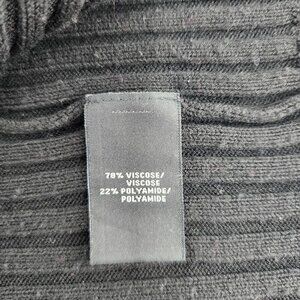 78% VISCOSE/
VISCOSE
22% POLYAMIDE/
POLYAMIDE